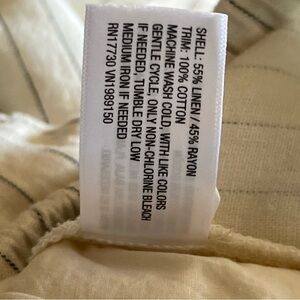 SHELL: 55% LINEN / 45% RAYON
TRIM: 100% COTTON
MACHINE WASH COLD, WITH LIKE COLORS
GENTLE CYCLE; ONLY NON-CHLORINE BLEACH
IF NEEDED, TUMBLE DRY LOW
MEDIUM IRON IF NEEDED
RN17730 VN1989150